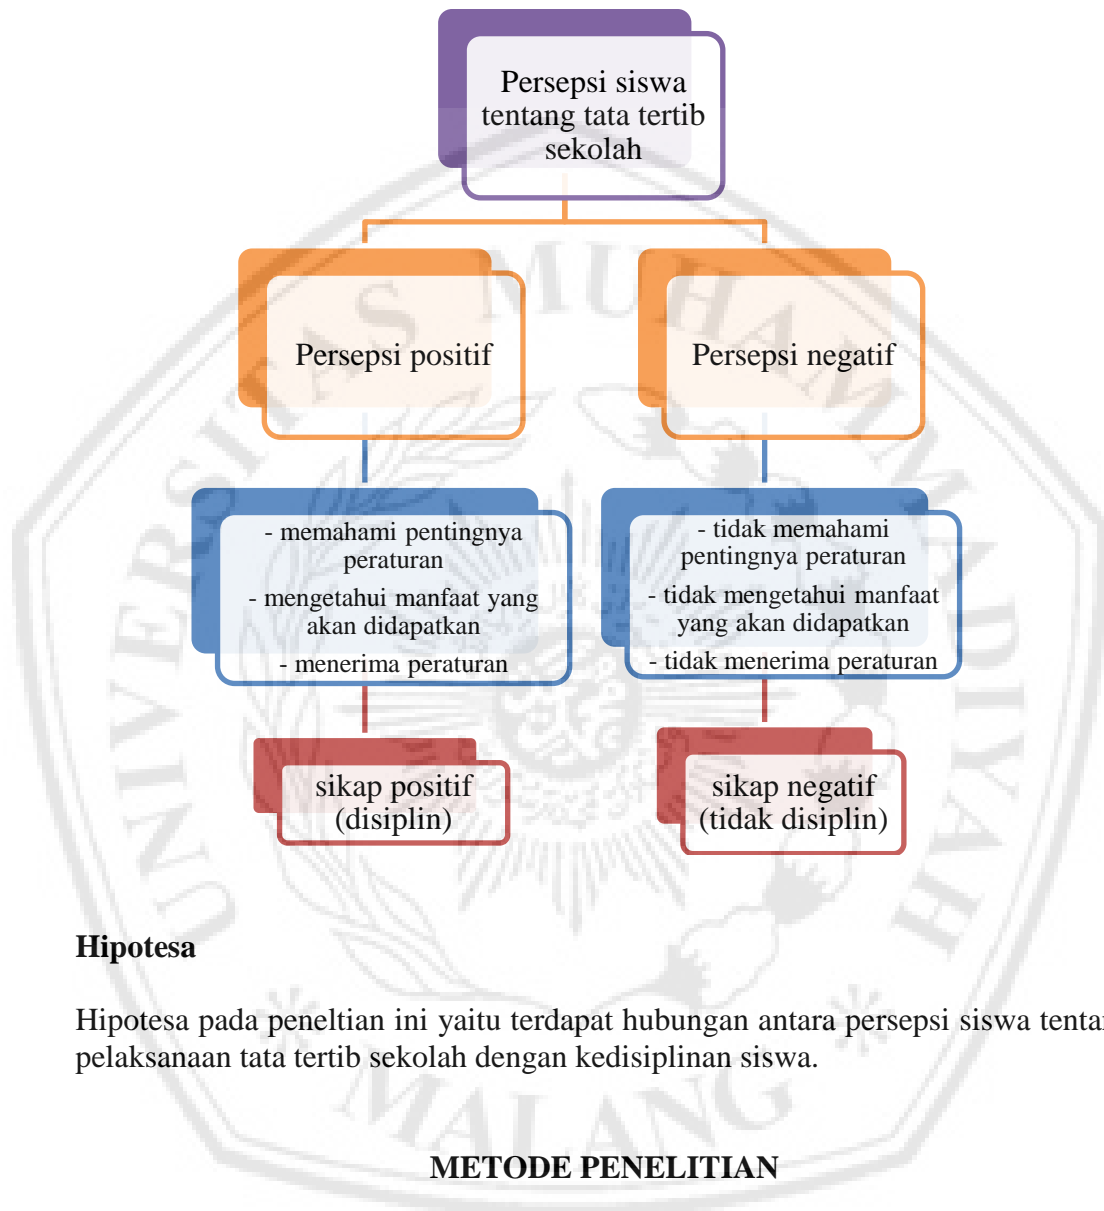 Persepsi siswa
tentang tata tertib
sekolah
Persepsi positif
Persepsi negatif
- memahami pentingnya
peraturan
- mengetahui manfaat yang
akan didapatkan
- menerima peraturan
- tidak memahami
pentingnya peraturan
- tidak mengetahui manfaat
yang akan didapatkan
- tidak menerima peraturan
sikap positif
(disiplin)
sikap negatif
(tidak disiplin)
Hipotesa
Hipotesa pada peneltian ini yaitu terdapat hubungan antara persepsi siswa
pelaksanaan tata tertib sekolah dengan kedisiplinan siswa.
METODE PENELITIAN
UNIVERSITAS MUHAMMADIYAH
MALANG